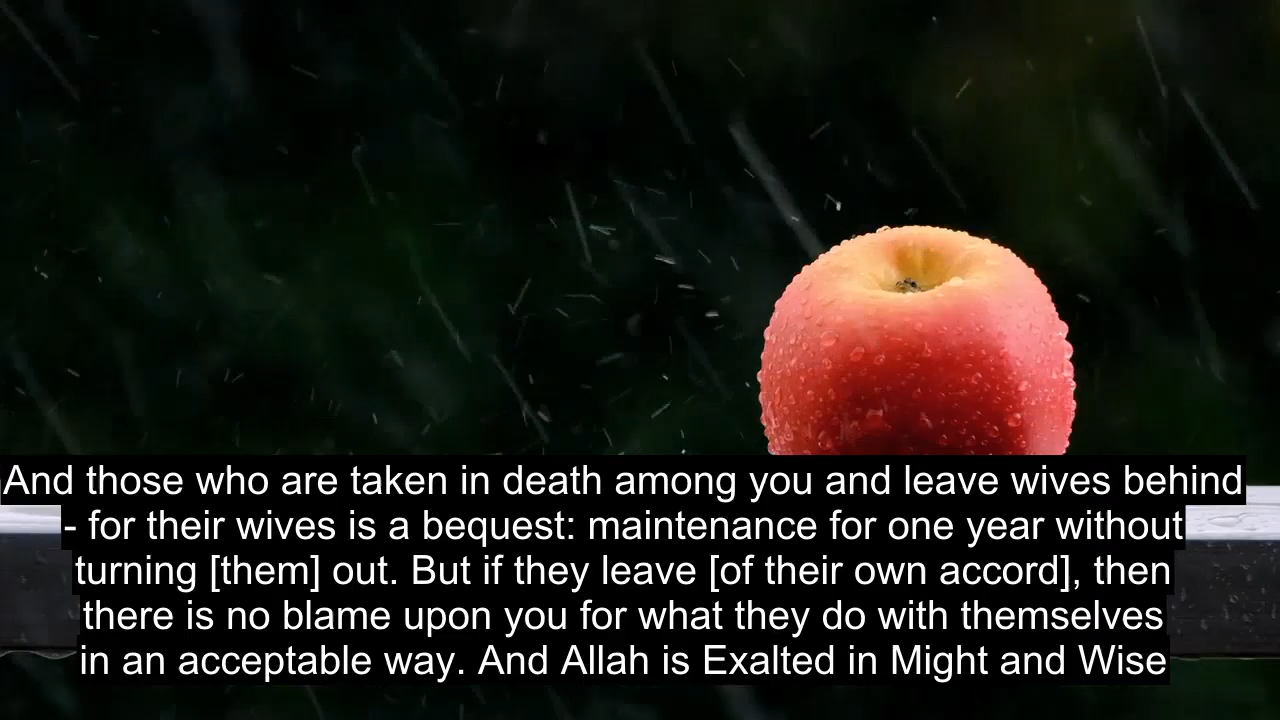 And those who are taken in death among you and leave wives behind
- for their wives is a bequest: maintenance for one year without
turning [them] out. But if they leave [of their own accord], then
there is no blame upon you for what they do with themselves
in an acceptable way. And Allah is Exalted in Might and Wise